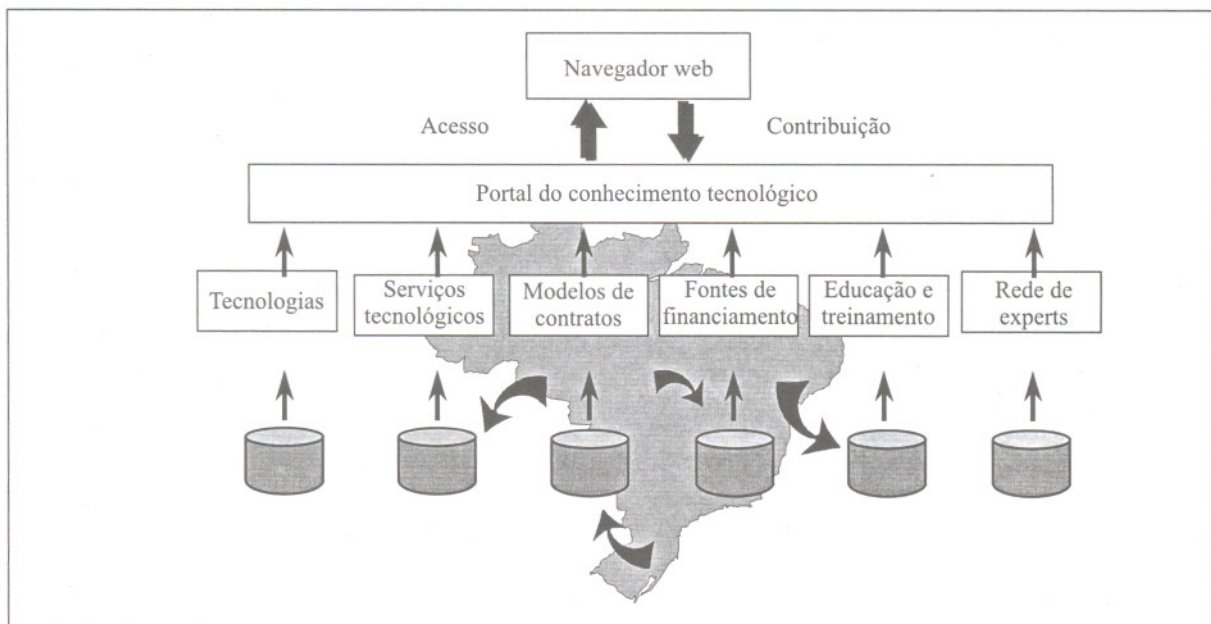 Navegador web
Acesso
Contribuição
Portal do conhecimento tecnológico
Tecnologias
Serviços
tecnológicos
Modelos de
contratos
Fontes de
financiamento
Educação e
treinamento
Rede de
experts